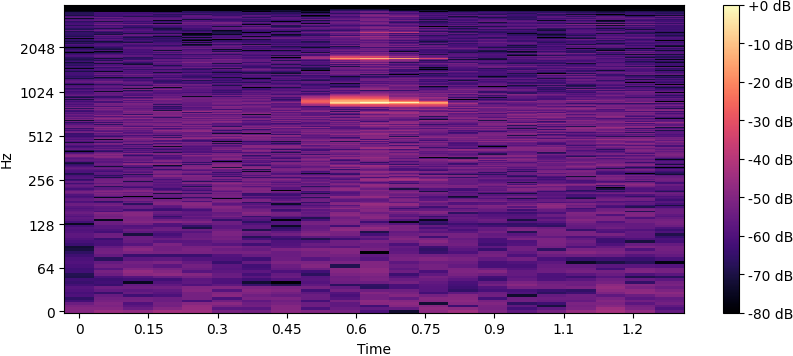 +0 dB
2048
-10 dB
1024
-20 dB
512
-30 dB
Hz
256
-40 dB
128
-50 dB
64
-60 dB
0
-70 dB
-80 dB
0 0.15 0.3 0.45 0.6 0.75 0.9 1.1 1.2
Time